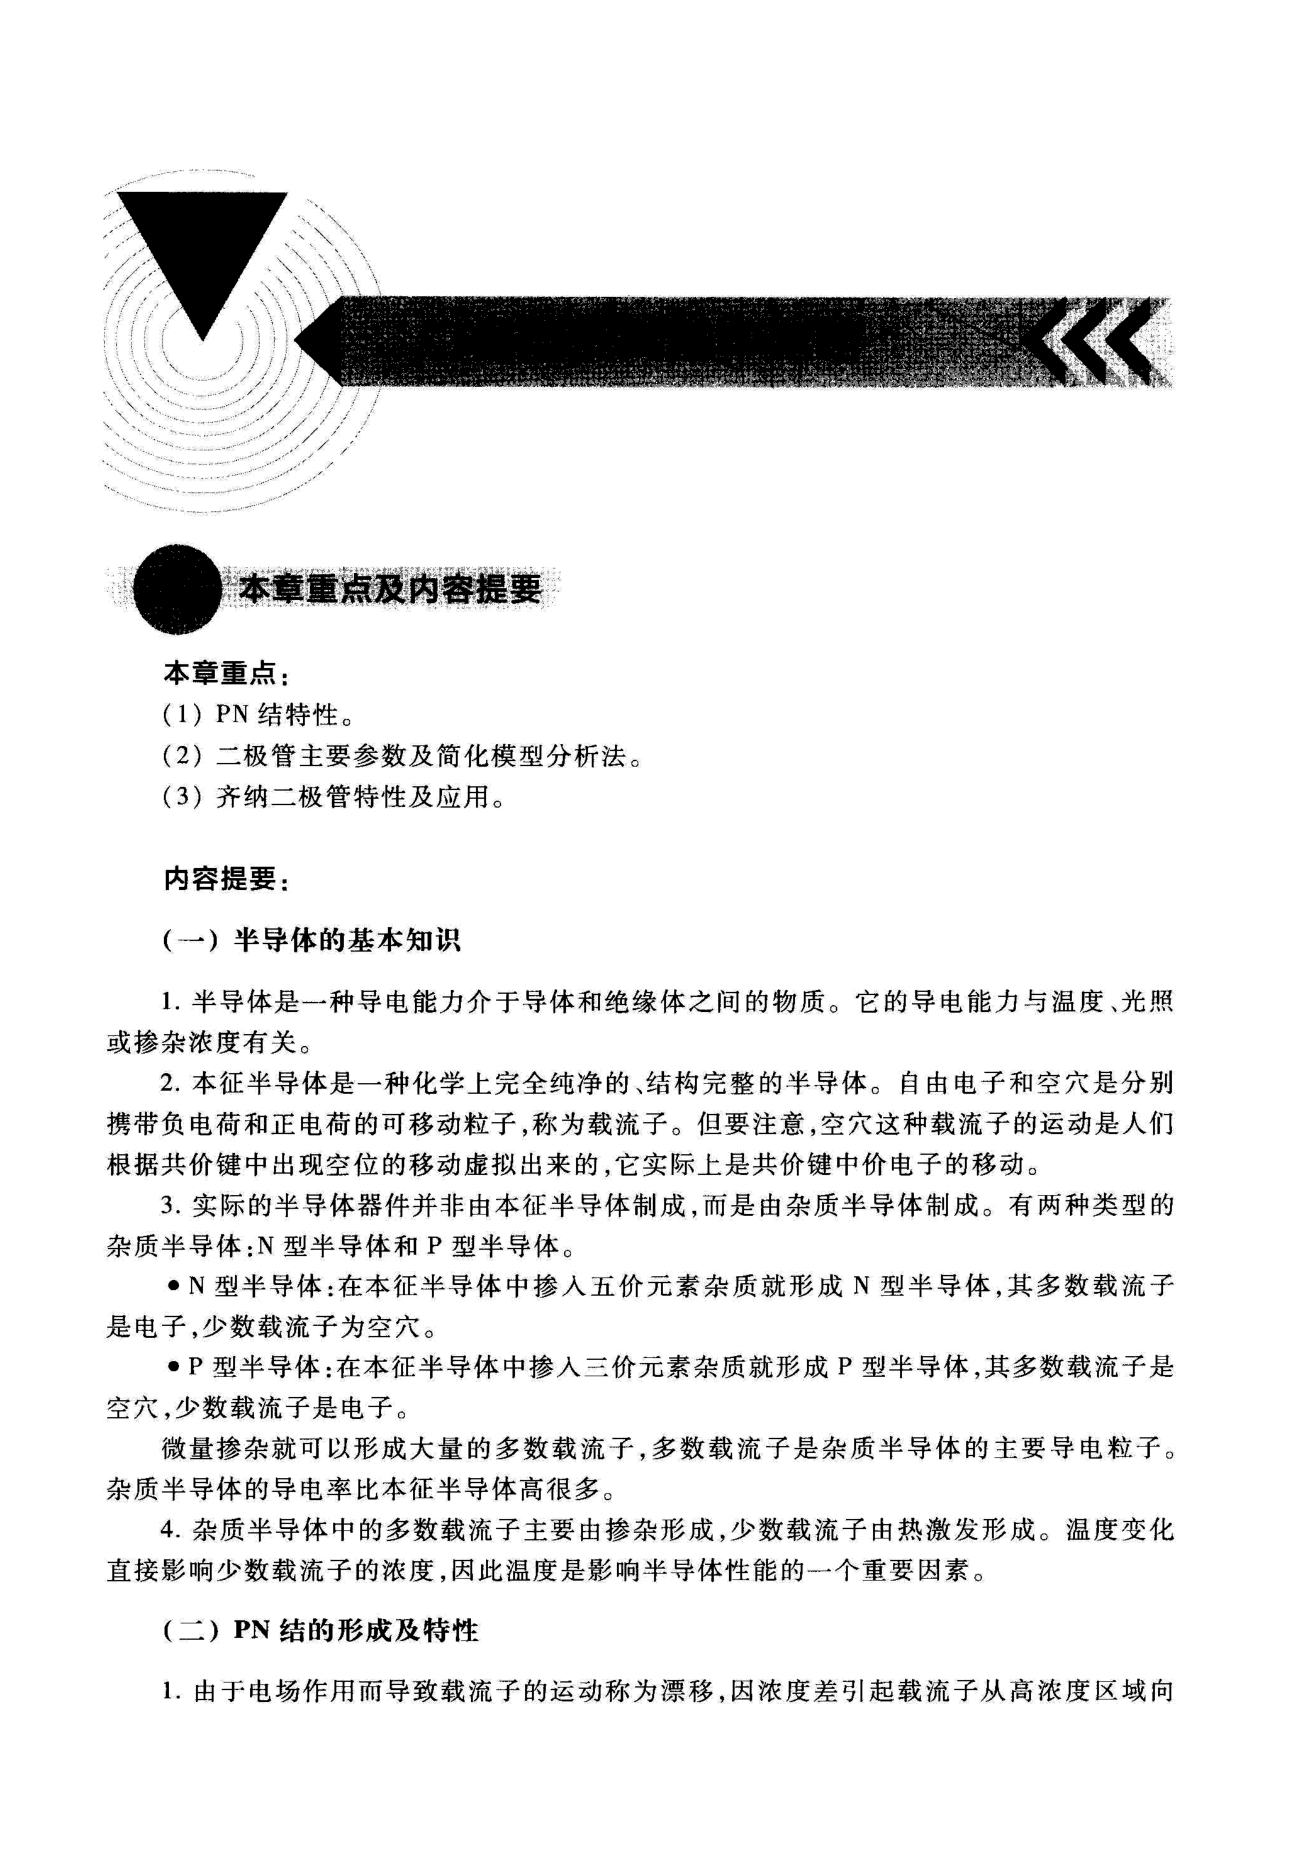 本章重点及内容提要
本章重点：
(1) PN 结特性。
(2) 二极管主要参数及简化模型分析法。
(3) 齐纳二极管特性及应用。
内容提要：
(一) 半导体的基本知识
1. 半导体是一种导电能力介于导体和绝缘体之间的物质。它的导电能力与温度、光照
或掺杂浓度有关。
2. 本征半导体是一种化学上完全纯净的、结构完整的半导体。自由电子和空穴是分别
携带负电荷和正电荷的可移动粒子,称为载流子。但要注意,空穴这种载流子的运动是人们
根据共价键中出现空位的移动虚拟出来的,它实际上是共价键中价电子的移动。
3. 实际的半导体器件并非由本征半导体制成,而是由杂质半导体制成。有两种类型的
杂质半导体:N 型半导体和 P 型半导体。
●N 型半导体:在本征半导体中掺入五价元素杂质就形成 N 型半导体,其多数载流子
是电子,少数载流子为空穴。
●P 型半导体:在本征半导体中掺入三价元素杂质就形成 P 型半导体,其多数载流子是
空穴,少数载流子是电子。
微量掺杂就可以形成大量的多数载流子,多数载流子是杂质半导体的主要导电粒子。
杂质半导体的导电率比本征半导体高很多。
4. 杂质半导体中的多数载流子主要由掺杂形成,少数载流子由热激发形成。温度变化
直接影响少数载流子的浓度,因此温度是影响半导体性能的一个重要因素。
(二) PN 结的形成及特性
1. 由于电场作用而导致载流子的运动称为漂移,因浓度差引起载流子从高浓度区域向